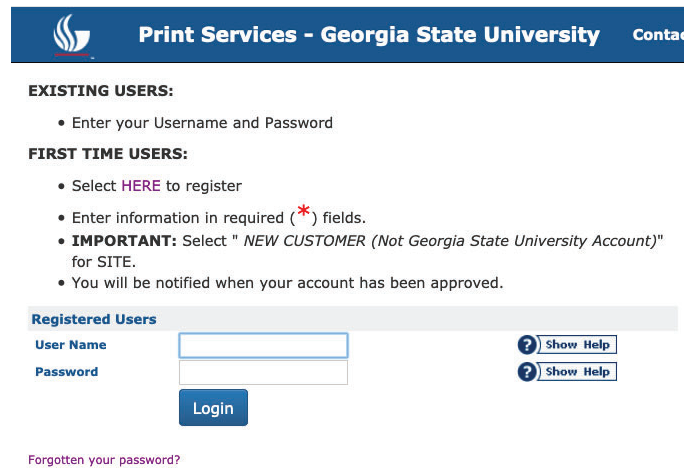 Print Services - Georgia State University
EXISTING USERS:
• Enter your Username and Password
FIRST TIME USERS:
• Select HERE to register
• Enter information in required (*) fields.
• IMPORTANT: Select " NEW CUSTOMER (Not Georgia State University Account)"
for SITE.
• You will be notified when your account has been approved.
Registered Users
User Name ? Show Help
Password ? Show Help
Login
Forgotten your password?